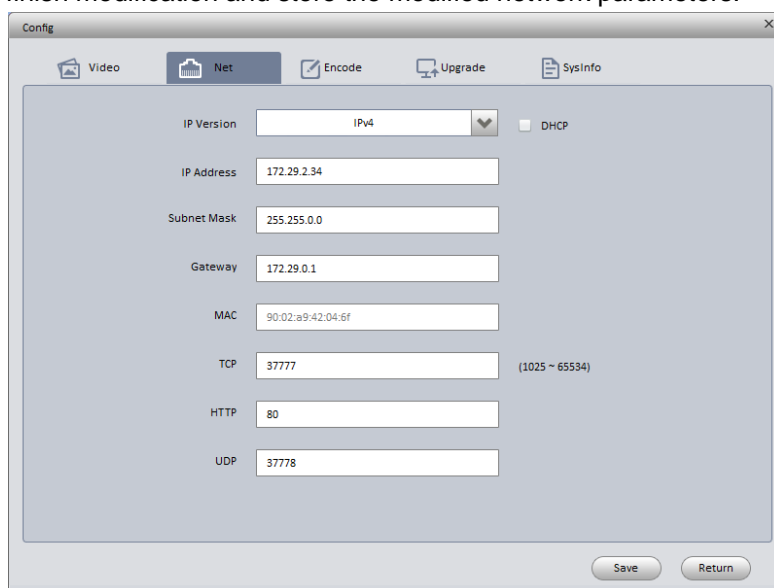 finish modification and store the modified network parameters.
Config ×
Video Net Encode Upgrade SysInfo
IP Version IPv4 DHCP
IP Address 172.29.2.34
Subnet Mask 255.255.0.0
Gateway 172.29.0.1
MAC 90:02:a9:42:04:6f
TCP 37777 (1025 ~ 65534)
HTTP 80
UDP 37778
Save Return